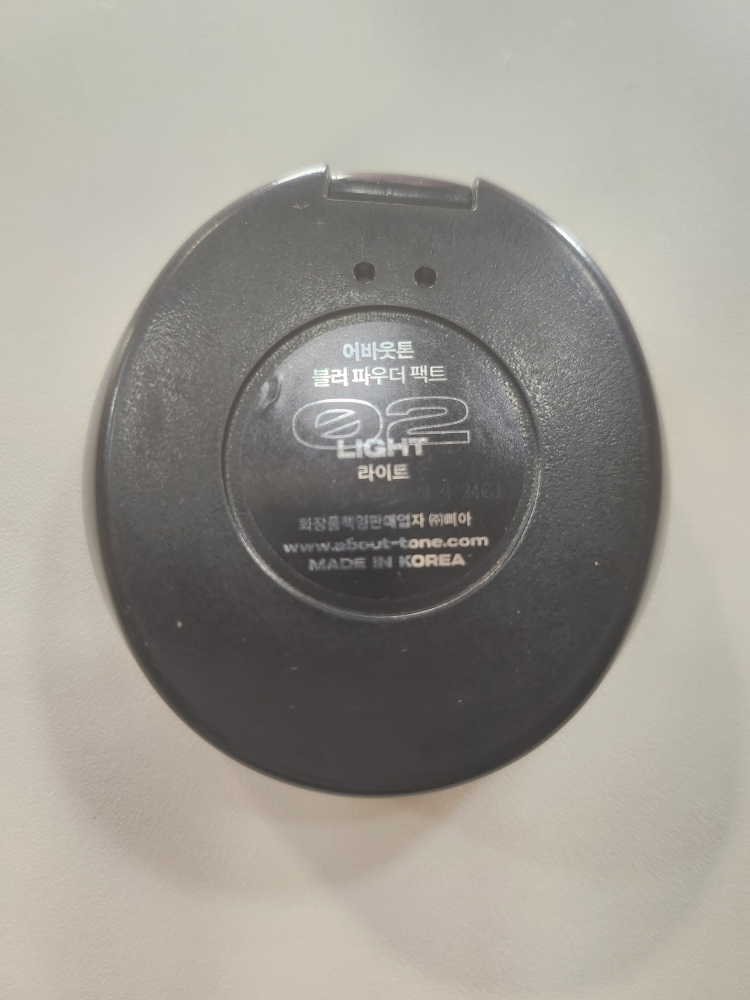 어바웃톤
블러 파우더 팩트
02
LIGHT
라이트
화장품책임판매업자 ㈜삐아
www.about-tone.com
MADE IN KOREA